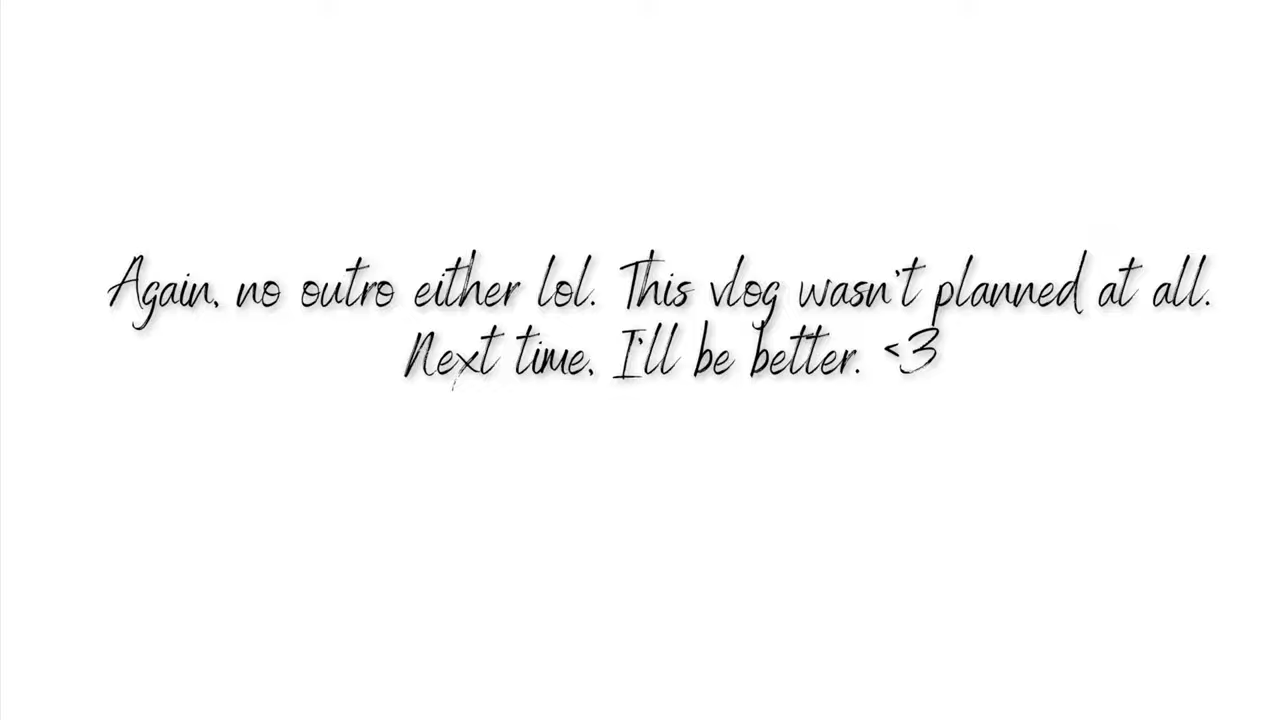 Again, no outro either lol. This vlog wasn't planned at all.
Next time, I'll be better. <3